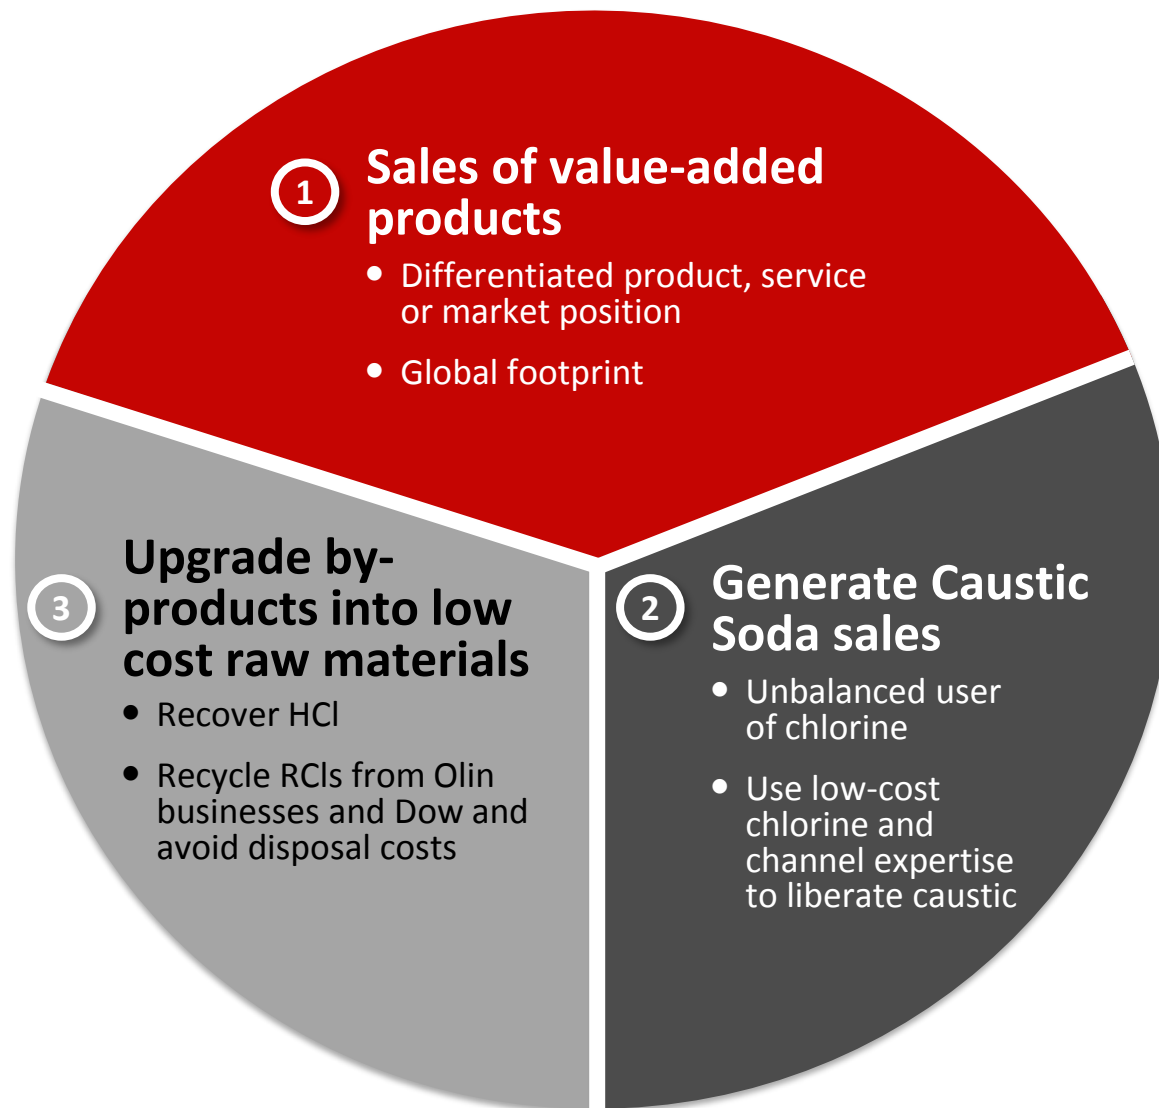 1
Sales of value-added
products
• Differentiated product, service
or market position
• Global footprint
2
Generate Caustic
Soda sales
• Unbalanced user
of chlorine
• Use low-cost
chlorine and
channel expertise
to liberate caustic
3
Upgrade by-
products into low
cost raw materials
• Recover HCl
• Recycle RCls from Olin
businesses and Dow and
avoid disposal costs